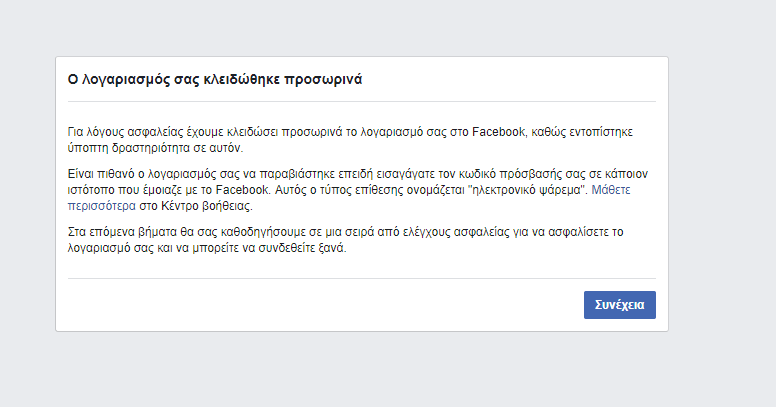 Ο λογαριασμός σας κλειδώθηκε προσωρινά
Για λόγους ασφαλείας έχουμε κλειδώσει προσωρινά το λογαριασμό σας στο Facebook, καθώς εντοπίστηκε
ύποπτη δραστηριότητα σε αυτόν.
Είναι πιθανό ο λογαριασμός σας να παραβιάστηκε επειδή εισαγάγατε τον κωδικό πρόσβασής σας σε κάποιον
ιστότοπο που έμοιαζε με το Facebook. Αυτός ο τύπος επίθεσης ονομάζεται "ηλεκτρονικό ψάρεμα". Μάθετε
περισσότερα στο Κέντρο βοήθειας.
Στα επόμενα βήματα θα σας καθοδηγήσουμε σε μια σειρά από ελέγχους ασφαλείας για να ασφαλίσετε το
λογαριασμό σας και να μπορείτε να συνδεθείτε ξανά.
Συνέχεια